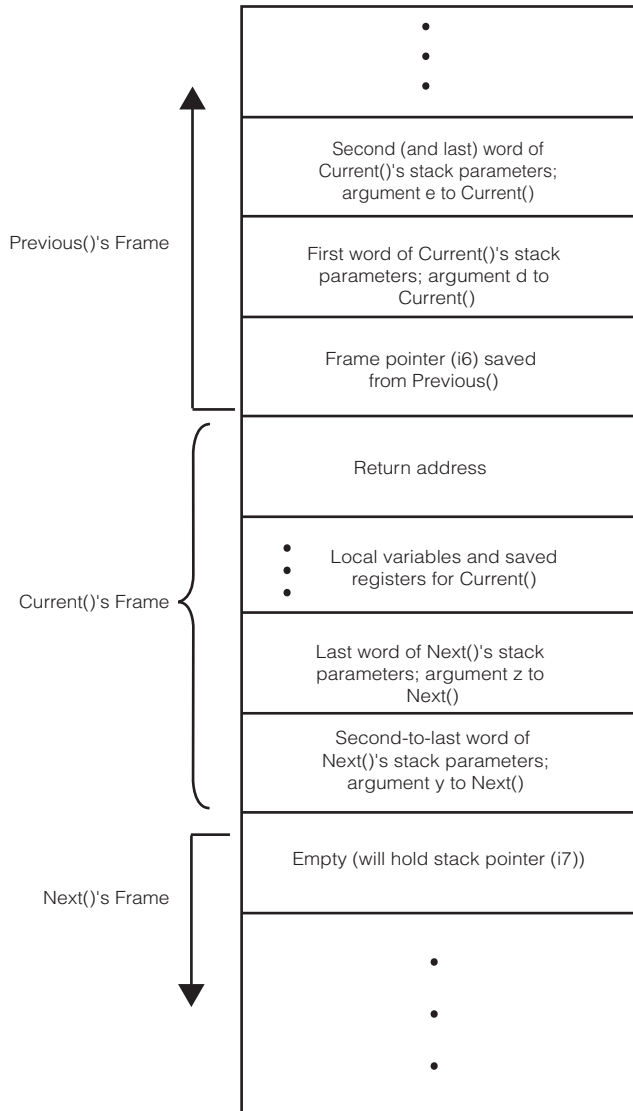 Second (and last) word of
Current()'s stack parameters;
argument e to Current()
Previous()'s Frame
First word of Current()'s stack
parameters; argument d to
Current()
Frame pointer (i6) saved
from Previous()
Return address
Local variables and saved
registers for Current()
Current()'s Frame
Last word of Next()'s stack
parameters; argument z to
Next()
Second-to-last word of
Next()'s stack parameters;
argument y to Next()
Empty (will hold stack pointer (i7))
Next()'s Frame